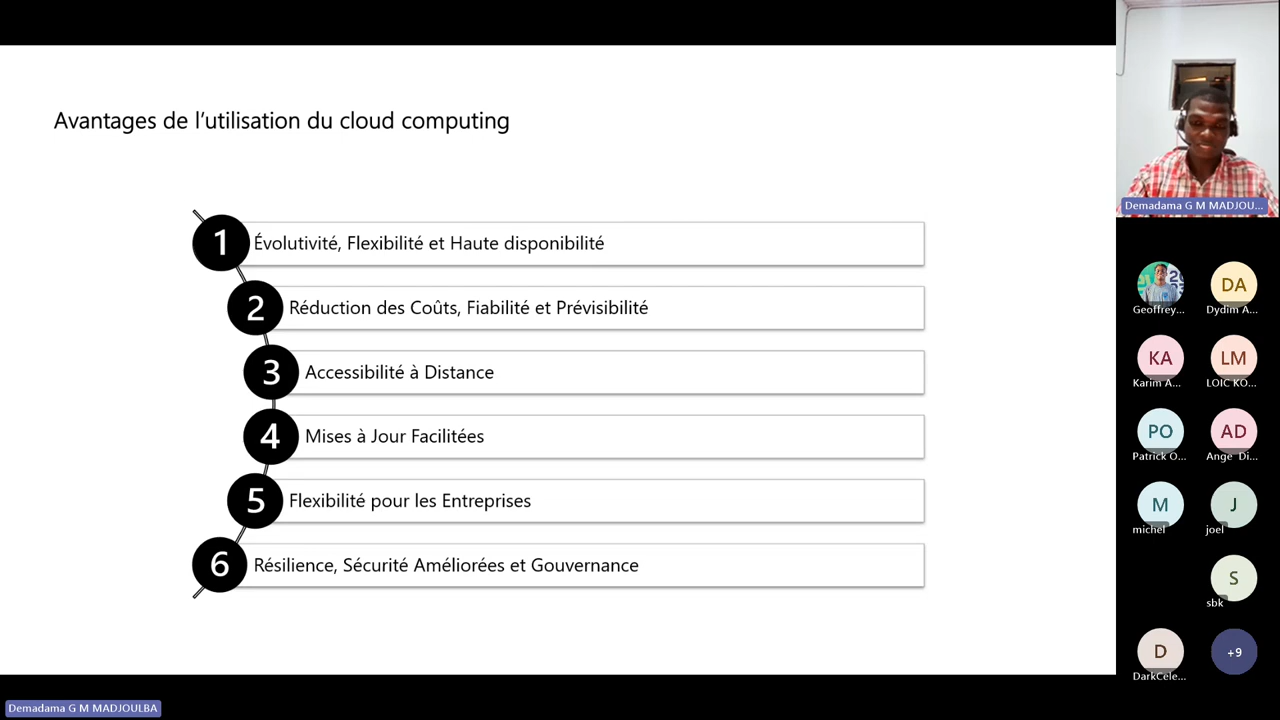 Avantages de l'utilisation du cloud computing
1 Évolutivité, Flexibilité et Haute disponibilité
2 Réduction des Coûts, Fiabilité et Prévisibilité
3 Accessibilité à Distance
4 Mises à Jour Facilitées
5 Flexibilité pour les Entreprises
6 Résilience, Sécurité Améliorées et Gouvernance
Demadama G M MADJOU...
Geoffrey...
DA
Dydim A...
KA
Karim A...
LM
LOIC KO...
PO
Patrick O...
AD
Ange Di...
M
michel
J
joel
S
sbk
D
DarkCele...
+9
Demadama G M MADJOULBA